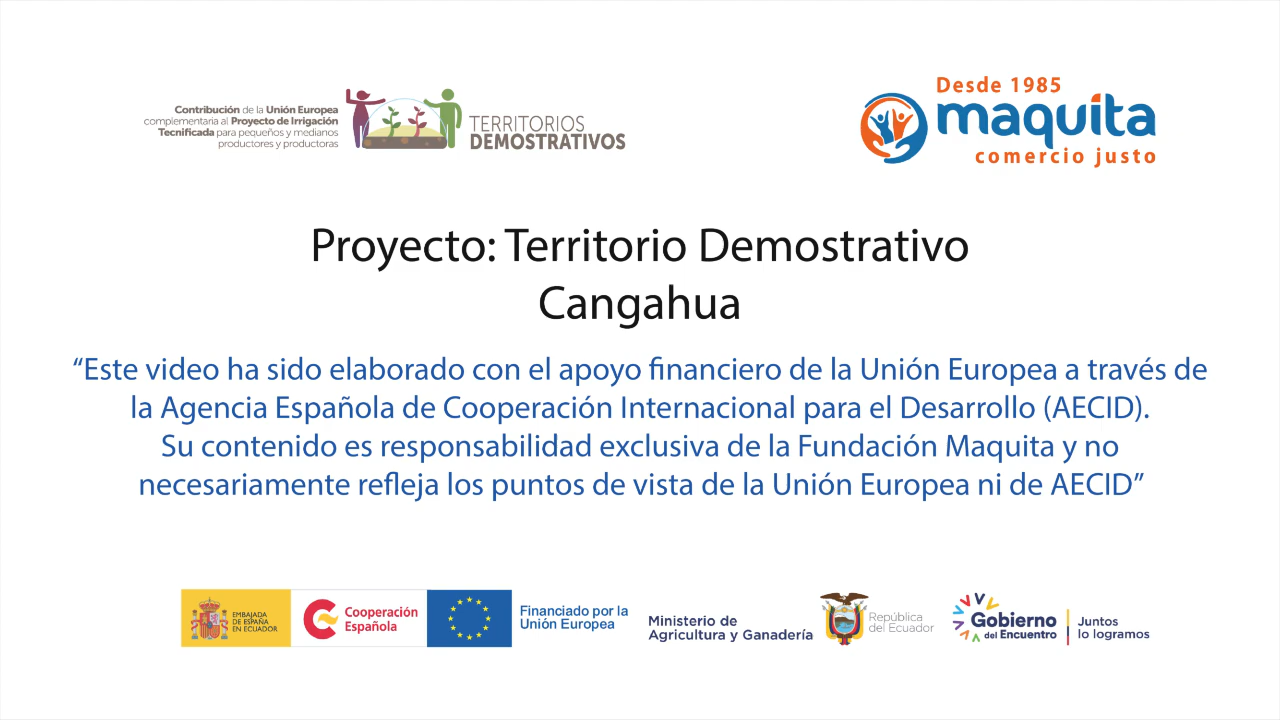 Contribución de la Unión Europea
complementaria al Proyecto de Irrigación
Tecnificada para pequeños y medianos
productores y productoras
TERRITORIOS
DEMOSTRATIVOS
Desde 1985
maquita
comercio justo
Proyecto: Territorio Demostrativo
Cangahua
“Este video ha sido elaborado con el apoyo financiero de la Unión Europea a través de
la Agencia Española de Cooperación Internacional para el Desarrollo (AECID).
Su contenido es responsabilidad exclusiva de la Fundación Maquita y no
necesariamente refleja los puntos de vista de la Unión Europea ni de AECID”
EMBAJADA
DE ESPAÑA
EN ECUADOR
Cooperación
Española
Financiado por la
Unión Europea
Ministerio de
Agricultura y Ganadería
República
del Ecuador
Gobierno
del Encuentro
Juntos
lo logramos